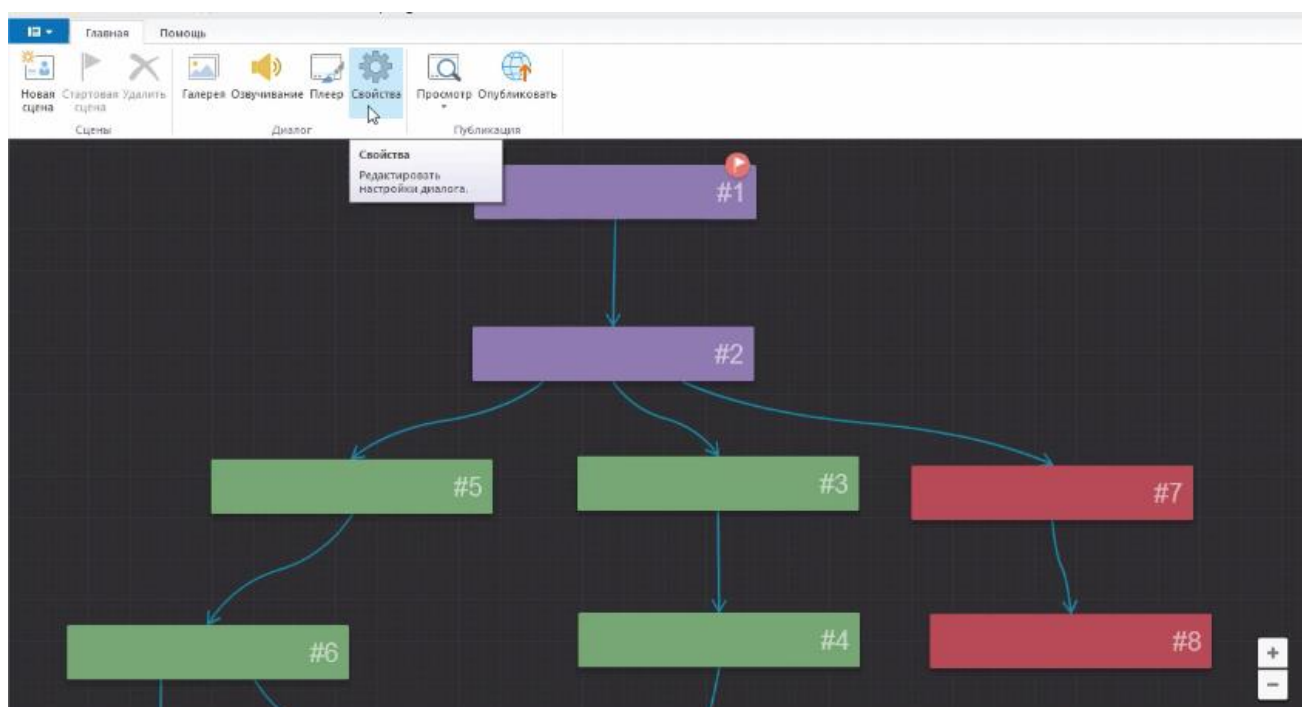 Главная Помощь
Новая сцена
Стартовая сцена
Удалить
Галерея
Озвучивание
Плеер
Свойства
Просмотр
Опубликовать
Сцены
Диалог
Публикация
Свойства
Редактировать
настройки диалога.
#1
#2
#5
#3
#7
#6
#4
#8
+
−